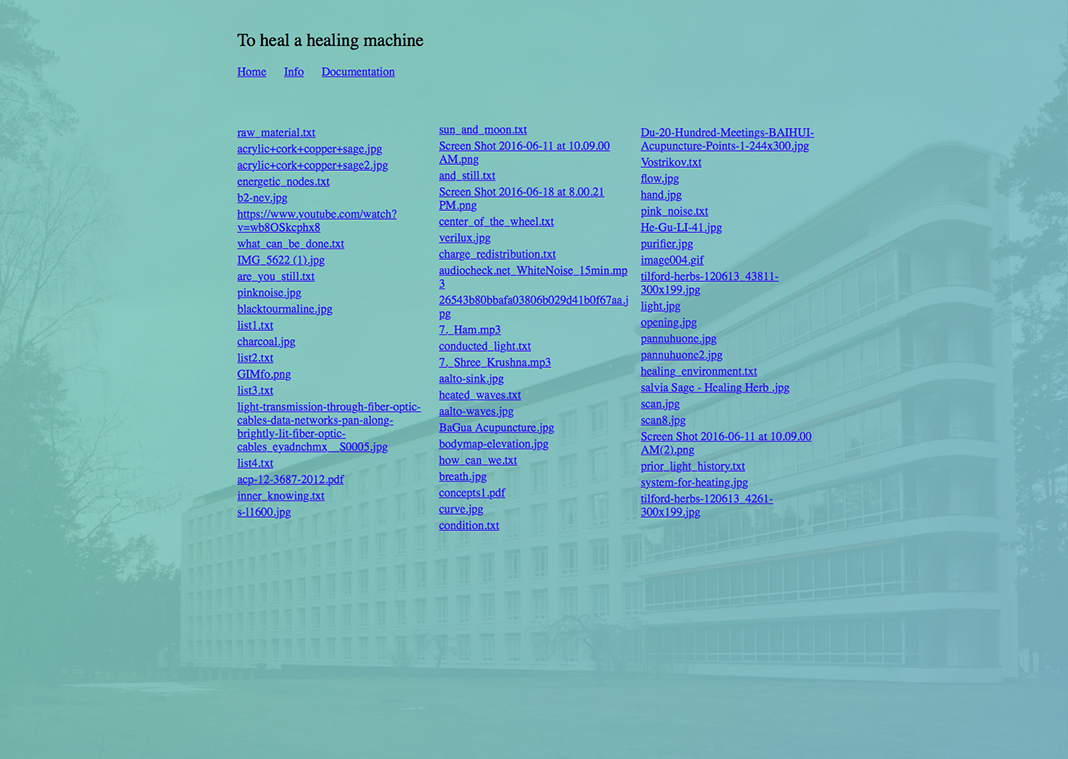 To heal a healing machine
Home Info Documentation
raw_material.txt
acrylic+cork+copper+sage.jpg
acrylic+cork+copper+sage2.jpg
energetic_nodes.txt
b2-nev.jpg
https://www.youtube.com/watch?
v=wb8OSkcphx8
what_can_be_done.txt
IMG_5622 (1).jpg
are_you_still.txt
pinknoise.jpg
blacktourmaline.jpg
list1.txt
charcoal.jpg
list2.txt
GIMfo.png
list3.txt
light-transmission-through-fiber-optic-
cables-data-networks-pan-along-
brightly-lit-fiber-optic-
cables_eyadnchmx__S0005.jpg
list4.txt
acp-12-3687-2012.pdf
inner_knowing.txt
s-l1600.jpg
sun_and_moon.txt
Screen Shot 2016-06-11 at 10.09.00
AM.png
and_still.txt
Screen Shot 2016-06-18 at 8.00.21
PM.png
center_of_the_wheel.txt
verilux.jpg
charge_redistribution.txt
audiocheck.net_WhiteNoise_15min.mp
3
26543b80bbafa03806b029d41b0f67aa.j
pg
7._Ham.mp3
conducted_light.txt
7._Shree_Krushna.mp3
aalto-sink.jpg
heated_waves.txt
aalto-waves.jpg
BaGua Acupuncture.jpg
bodymap-elevation.jpg
how_can_we.txt
breath.jpg
concepts1.pdf
curve.jpg
condition.txt
Du-20-Hundred-Meetings-BAIHUI-
Acupuncture-Points-1-244x300.jpg
Vostrikov.txt
flow.jpg
hand.jpg
pink_noise.txt
He-Gu-LI-41.jpg
purifier.jpg
image004.gif
tilford-herbs-120613_43811-
300x199.jpg
light.jpg
opening.jpg
pannuhuone.jpg
pannuhuone2.jpg
healing_environment.txt
salvia Sage - Healing Herb .jpg
scan.jpg
scan8.jpg
Screen Shot 2016-06-11 at 10.09.00
AM(2).png
prior_light_history.txt
system-for-heating.jpg
tilford-herbs-120613_4261-
300x199.jpg